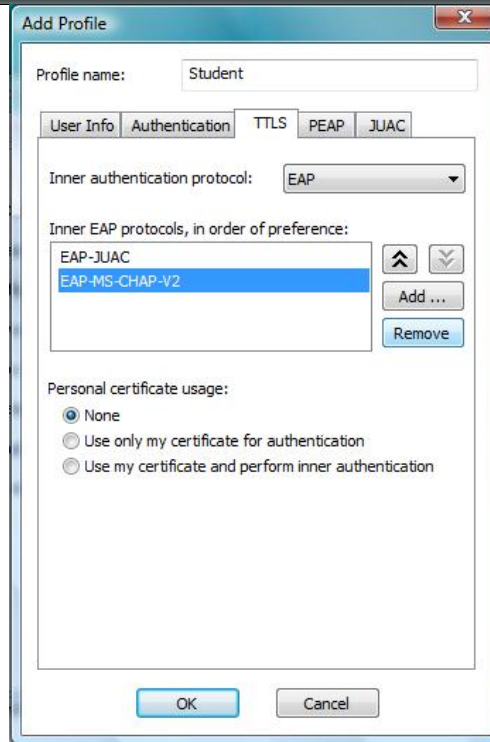 Add Profile
Profile name: Student
User Info Authentication TTLS PEAP JUAC
Inner authentication protocol: EAP
Inner EAP protocols, in order of preference:
EAP-JUAC
EAP-MS-CHAP-V2
Add ...
Remove
Personal certificate usage:
None
Use only my certificate for authentication
Use my certificate and perform inner authentication
OK Cancel